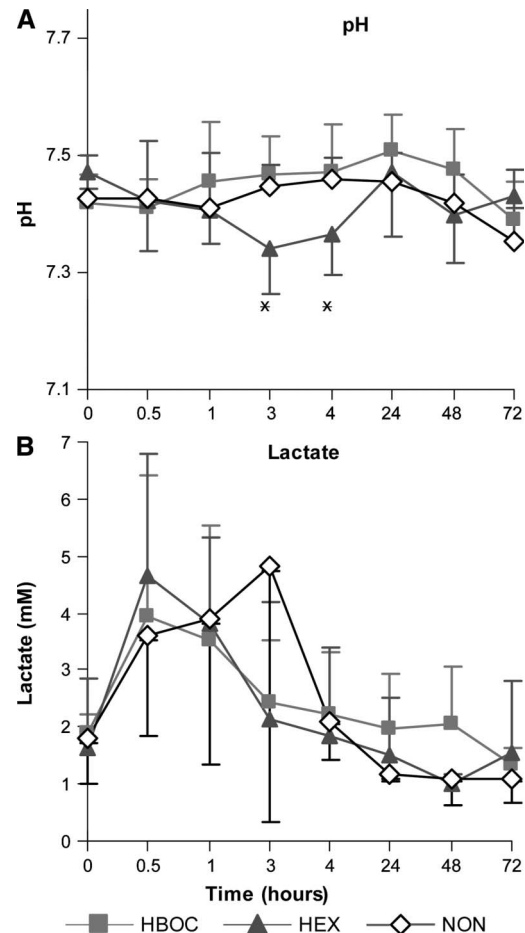 A
pH
7.7
7.5
pH
7.3
*
*
7.1
0 0.5 1 3 4 24 48 72
B
Lactate
7
6
5
4
Lactate (mM)
3
2
1
0
0 0.5 1 3 4 24 48 72
Time (hours)
HBOC HEX NON